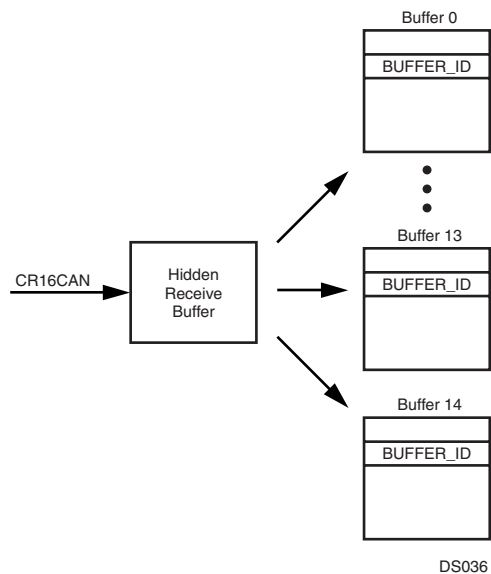 Buffer 0
BUFFER_ID
Buffer 13
BUFFER_ID
CR16CAN
Hidden
Receive
Buffer
Buffer 14
BUFFER_ID
DS036